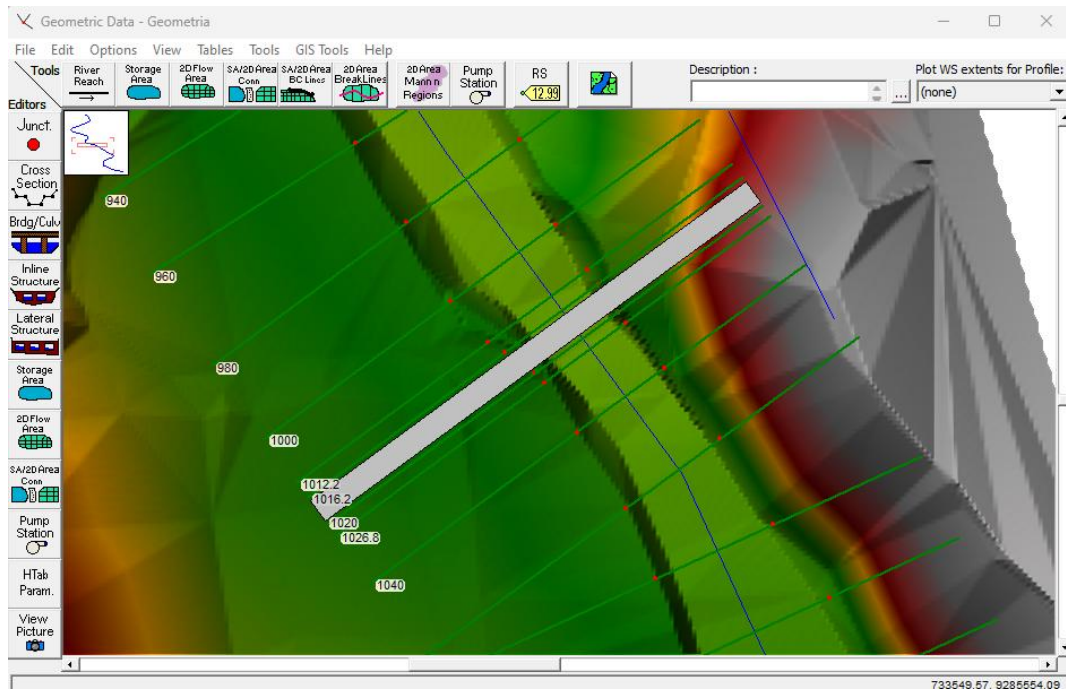 Geometric Data - Geometria
File Edit Options View Tables Tools GIS Tools Help
Tools
Editors
River
Reach
Storage
Area
2D Flow
Area
SA/2D Area
Conn
SA/2D Area
BC Lines
2D Area
BreakLines
2D Area
Mann n
Regions
Pump
Station
RS
12.99
Description :
...
Plot WS extents for Profile:
(none)
Junct.
Cross
Section
Brdg/Culv
Inline
Structure
Lateral
Structure
Storage
Area
2D Flow
Area
SA/2D Area
Conn
Pump
Station
HTab
Param.
View
Picture
940
960
980
1000
1012.2
1016.2
1020
1026.8
1040
733549.57, 9285554.09